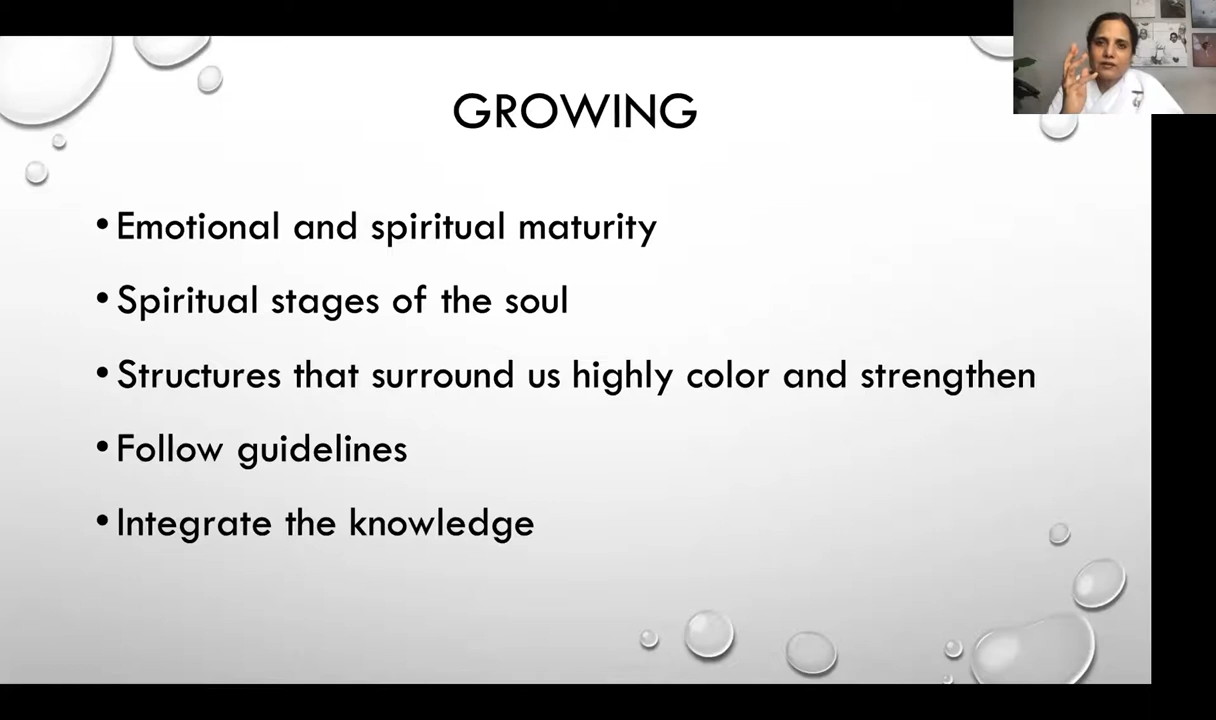 GROWING
• Emotional and spiritual maturity
• Spiritual stages of the soul
• Structures that surround us highly color and strengthen
• Follow guidelines
• Integrate the knowledge